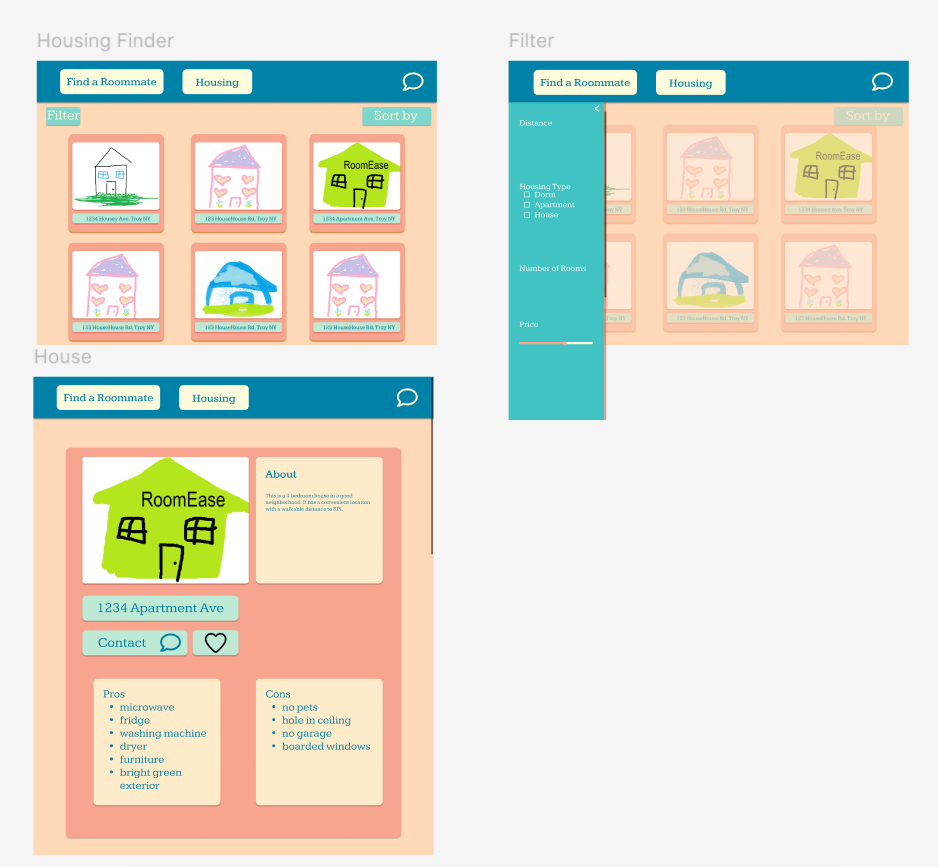 Housing Finder
Find a Roommate
Housing
Filter
Sort by
RoomEase
1234 Housey Ave, Troy NY
123 HouseHouse Rd, Troy NY
1234 Apartment Ave, Troy NY
123 HouseHouse Rd, Troy NY
123 HouseHouse Rd, Troy NY
123 HouseHouse Rd, Troy NY
Filter
Find a Roommate
Housing
<
Sort by
Distance
Housing Type
Dorm
Apartment
House
Number of Rooms
Price
RoomEase
NY
123 HouseHouse Rd, Troy NY
1234 Housey Ave, Troy NY
NY
123 HouseHouse Rd, Troy NY
123 HouseHouse Rd, Troy NY
House
Find a Roommate
Housing
RoomEase
About
This is a 4 bedroom house in a good
neighborhood. It has a convenient location
with a walkable distance to RPI.
1234 Apartment Ave
Contact
Pros
• microwave
• fridge
• washing machine
• dryer
• furniture
• bright green
exterior
Cons
• no pets
• hole in ceiling
• no garage
• boarded windows